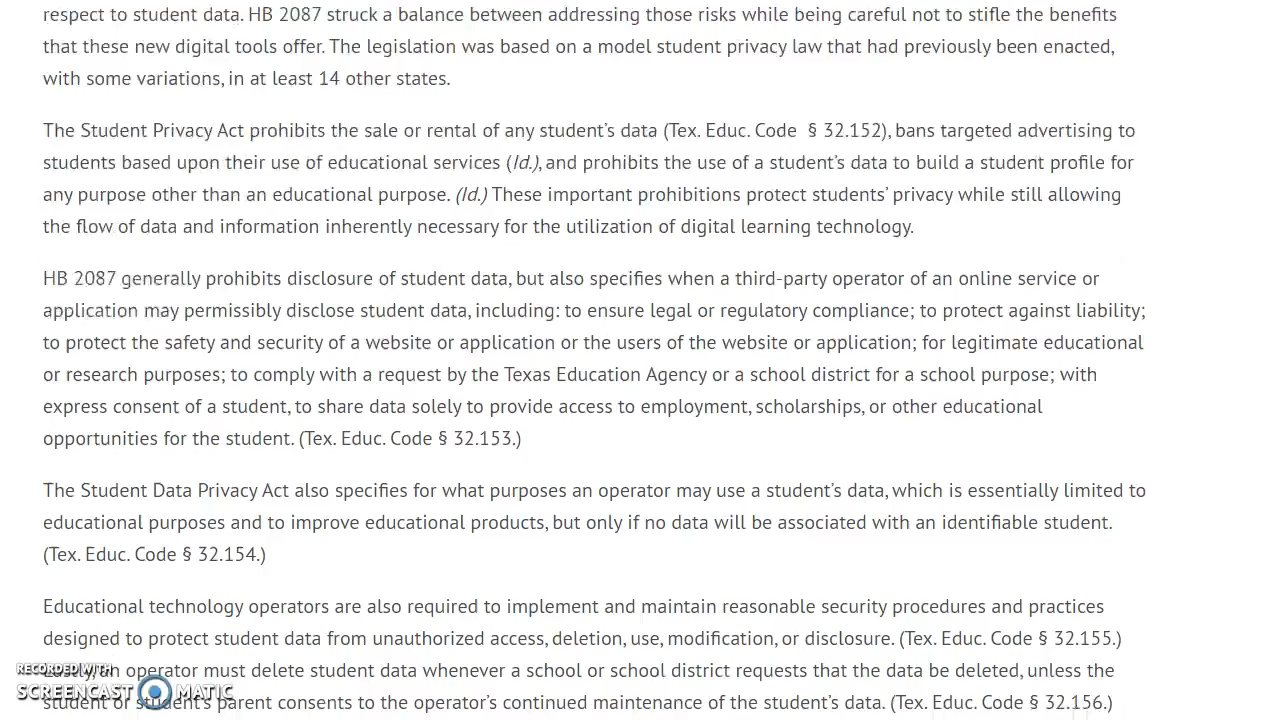 respect to student data. HB 2087 struck a balance between addressing those risks while being careful not to stifle the benefits
that these new digital tools offer. The legislation was based on a model student privacy law that had previously been enacted,
with some variations, in at least 14 other states.
The Student Privacy Act prohibits the sale or rental of any student’s data (Tex. Educ. Code  § 32.152), bans targeted advertising to
students based upon their use of educational services (Id.), and prohibits the use of a student’s data to build a student profile for
any purpose other than an educational purpose. (Id.) These important prohibitions protect students’ privacy while still allowing
the flow of data and information inherently necessary for the utilization of digital learning technology.
HB 2087 generally prohibits disclosure of student data, but also specifies when a third-party operator of an online service or
application may permissibly disclose student data, including: to ensure legal or regulatory compliance; to protect against liability;
to protect the safety and security of a website or application or the users of the website or application; for legitimate educational
or research purposes; to comply with a request by the Texas Education Agency or a school district for a school purpose; with
express consent of a student, to share data solely to provide access to employment, scholarships, or other educational
opportunities for the student. (Tex. Educ. Code § 32.153.)
The Student Data Privacy Act also specifies for what purposes an operator may use a student’s data, which is essentially limited to
educational purposes and to improve educational products, but only if no data will be associated with an identifiable student.
(Tex. Educ. Code § 32.154.)
Educational technology operators are also required to implement and maintain reasonable security procedures and practices
designed to protect student data from unauthorized access, deletion, use, modification, or disclosure. (Tex. Educ. Code § 32.155.)
Lastly, an operator must delete student data whenever a school or school district requests that the data be deleted, unless the
student or student’s parent consents to the operator’s continued maintenance of the student’s data. (Tex. Educ. Code § 32.156.)
RECORDED WITH
SCREENCAST MATIC